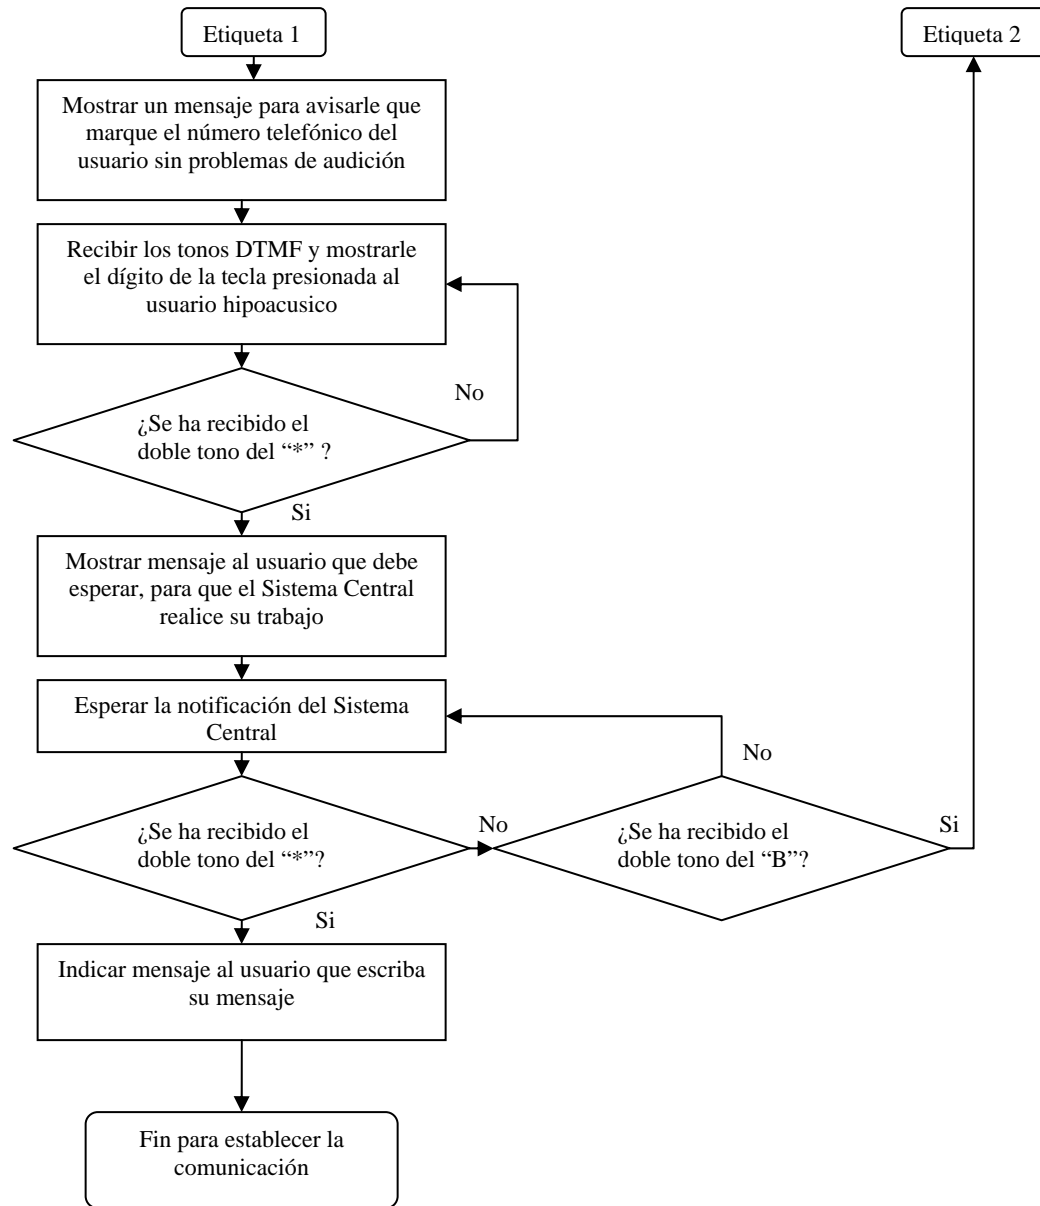 Etiqueta 1
Etiqueta 2
Mostrar un mensaje para avisarle que
marque el número telefónico del
usuario sin problemas de audición
Recibir los tonos DTMF y mostrarle
el dígito de la tecla presionada al
usuario hipoacusico
No
¿Se ha recibido el
doble tono del “*” ?
Si
Mostrar mensaje al usuario que debe
esperar, para que el Sistema Central
realice su trabajo
Esperar la notificación del Sistema
Central
No
¿Se ha recibido el
doble tono del “*”?
No
¿Se ha recibido el
doble tono del “B”?
Si
Si
Indicar mensaje al usuario que escriba
su mensaje
Fin para establecer la
comunicación